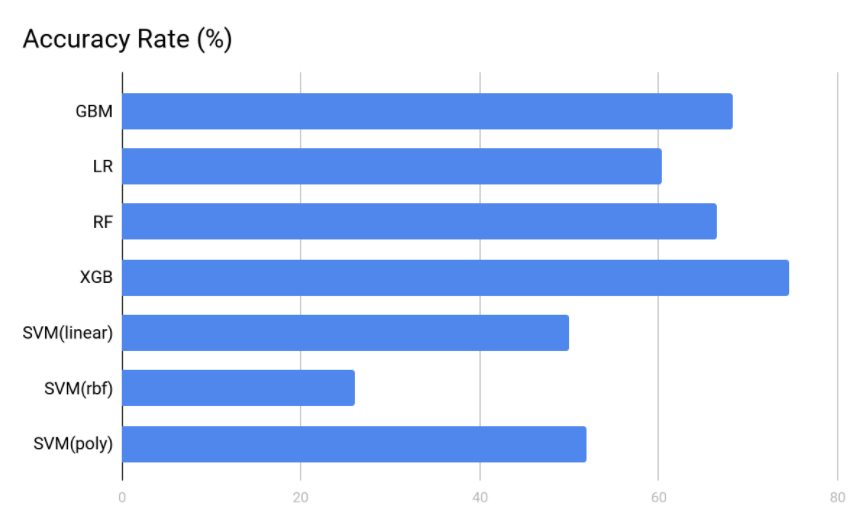 Accuracy Rate (%)
GBM
LR
RF
XGB
SVM(linear)
SVM(rbf)
SVM(poly)
0 20 40 60 80